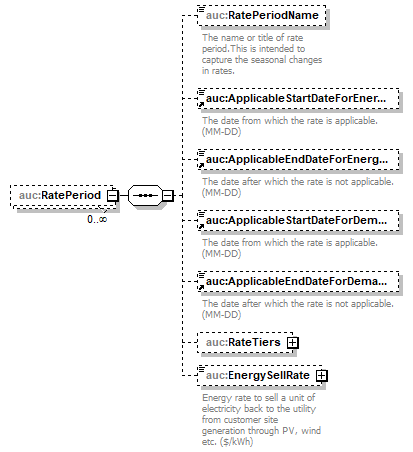 auc:RatePeriodName
The name or title of rate
period.This is intended to
capture the seasonal changes
in rates.
auc:ApplicableStartDateForEner...
The date from which the rate is applicable.
(MM-DD)
auc:ApplicableEndDateForEnerg...
The date after which the rate is not applicable.
(MM-DD)
auc:RatePeriod
0..∞
auc:ApplicableStartDateForDem...
The date from which the rate is applicable.
(MM-DD)
auc:ApplicableEndDateForDema...
The date after which the rate is not applicable.
(MM-DD)
auc:RateTiers
auc:EnergySellRate
Energy rate to sell a unit of
electricity back to the utility
from customer site
generation through PV, wind
etc. ($/kWh)